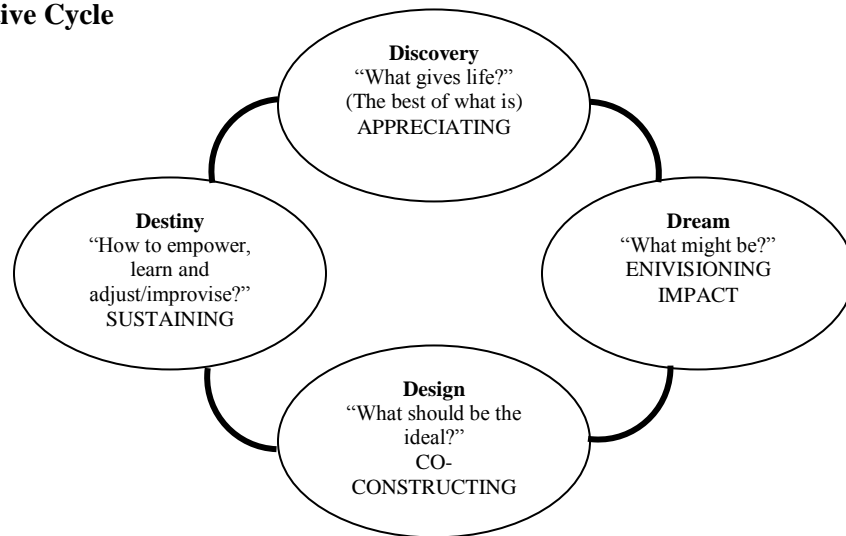 ive Cycle
Discovery
“What gives life?”
(The best of what is)
APPRECIATING
Destiny
“How to empower,
learn and
adjust/improvise?”
SUSTAINING
Dream
“What might be?”
ENIVISIONING
IMPACT
Design
“What should be the
ideal?”
CO-
CONSTRUCTING